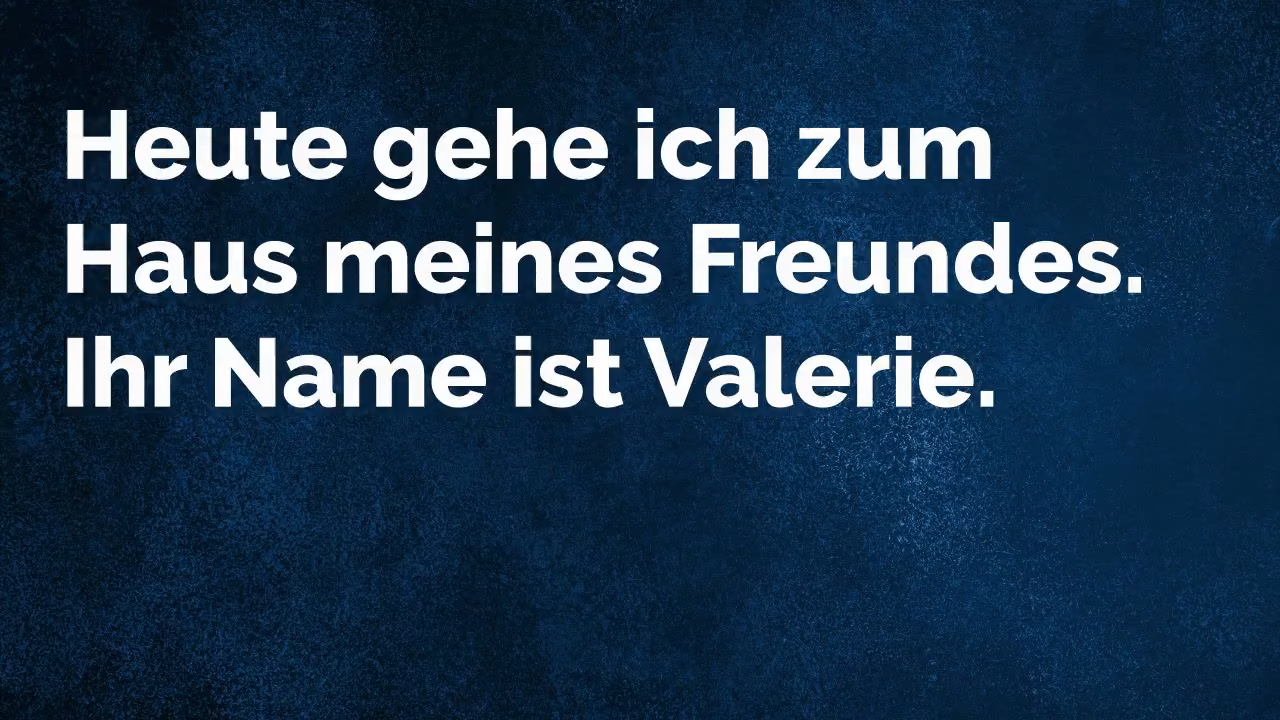 Heute gehe ich zum
Haus meines Freundes.
Ihr Name ist Valerie.